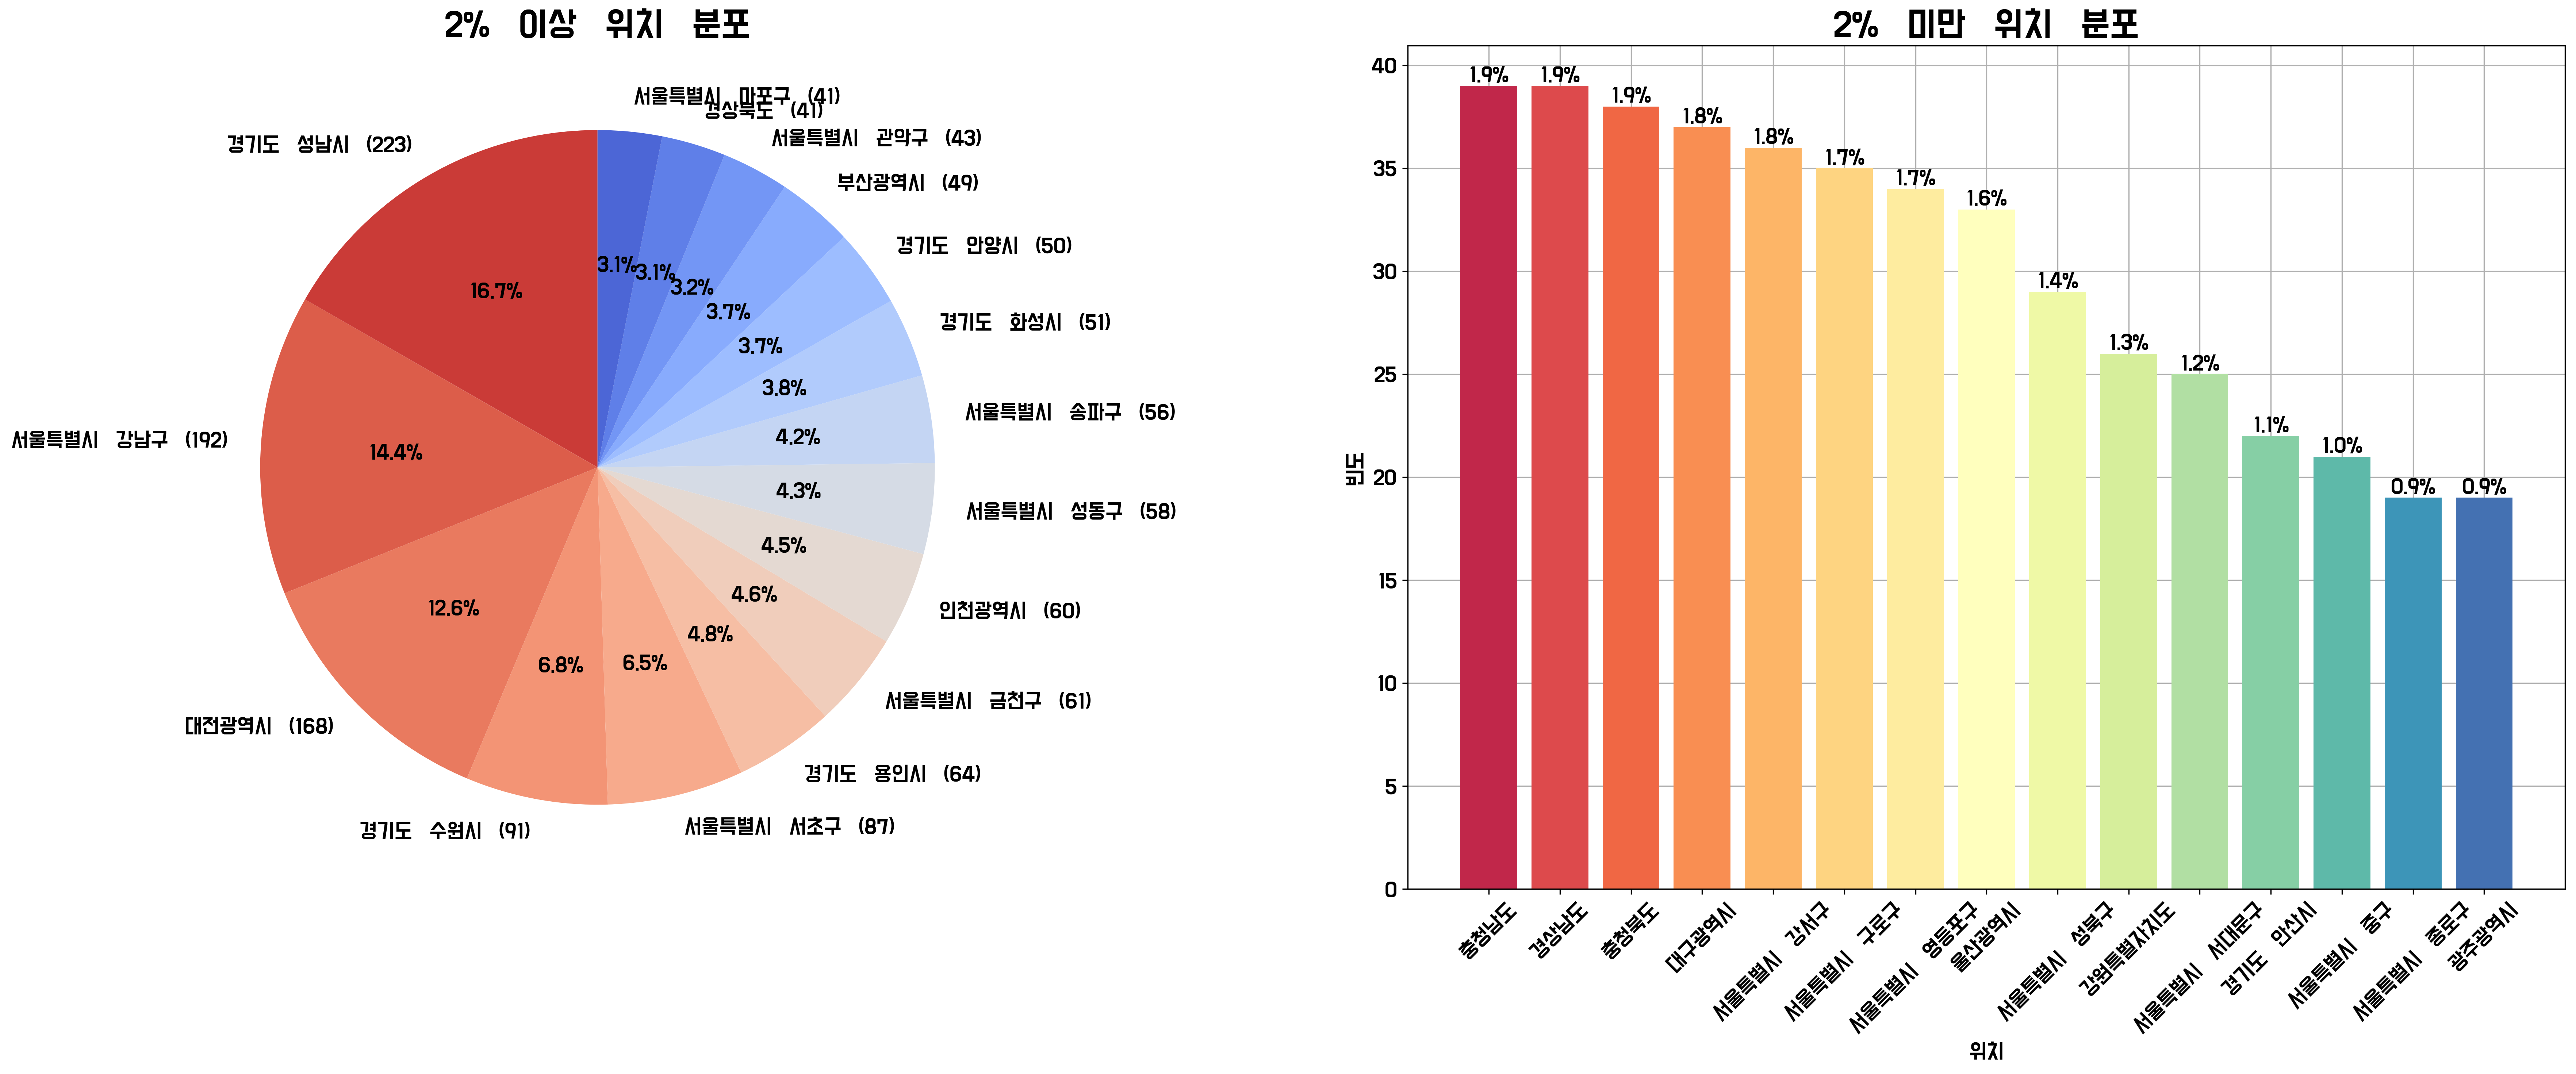 2% 이상 위치 분포
서울특별시 마포구 (41)
경상북도 (41)
서울특별시 관악구 (43)
부산광역시 (49)
경기도 안양시 (50)
경기도 화성시 (51)
서울특별시 송파구 (56)
서울특별시 성동구 (58)
인천광역시 (60)
서울특별시 금천구 (61)
경기도 용인시 (64)
서울특별시 서초구 (87)
경기도 수원시 (91)
대전광역시 (168)
서울특별시 강남구 (192)
경기도 성남시 (223)
3.1%
3.1%
3.2%
3.7%
3.7%
3.8%
4.2%
4.3%
4.5%
4.6%
4.8%
6.5%
6.8%
12.6%
14.4%
16.7%
2% 미만 위치 분포
빈도
40
35
30
25
20
15
10
5
0
1.9%
1.9%
1.9%
1.8%
1.8%
1.7%
1.7%
1.6%
1.4%
1.3%
1.2%
1.1%
1.0%
0.9%
0.9%
충청남도
경상남도
충청북도
대구광역시
서울특별시 강서구
서울특별시 구로구
서울특별시 영등포구
울산광역시
서울특별시 성북구
강원특별자치도
서울특별시 서대문구
경기도 안산시
서울특별시 중구
서울특별시 종로구
광주광역시
위치